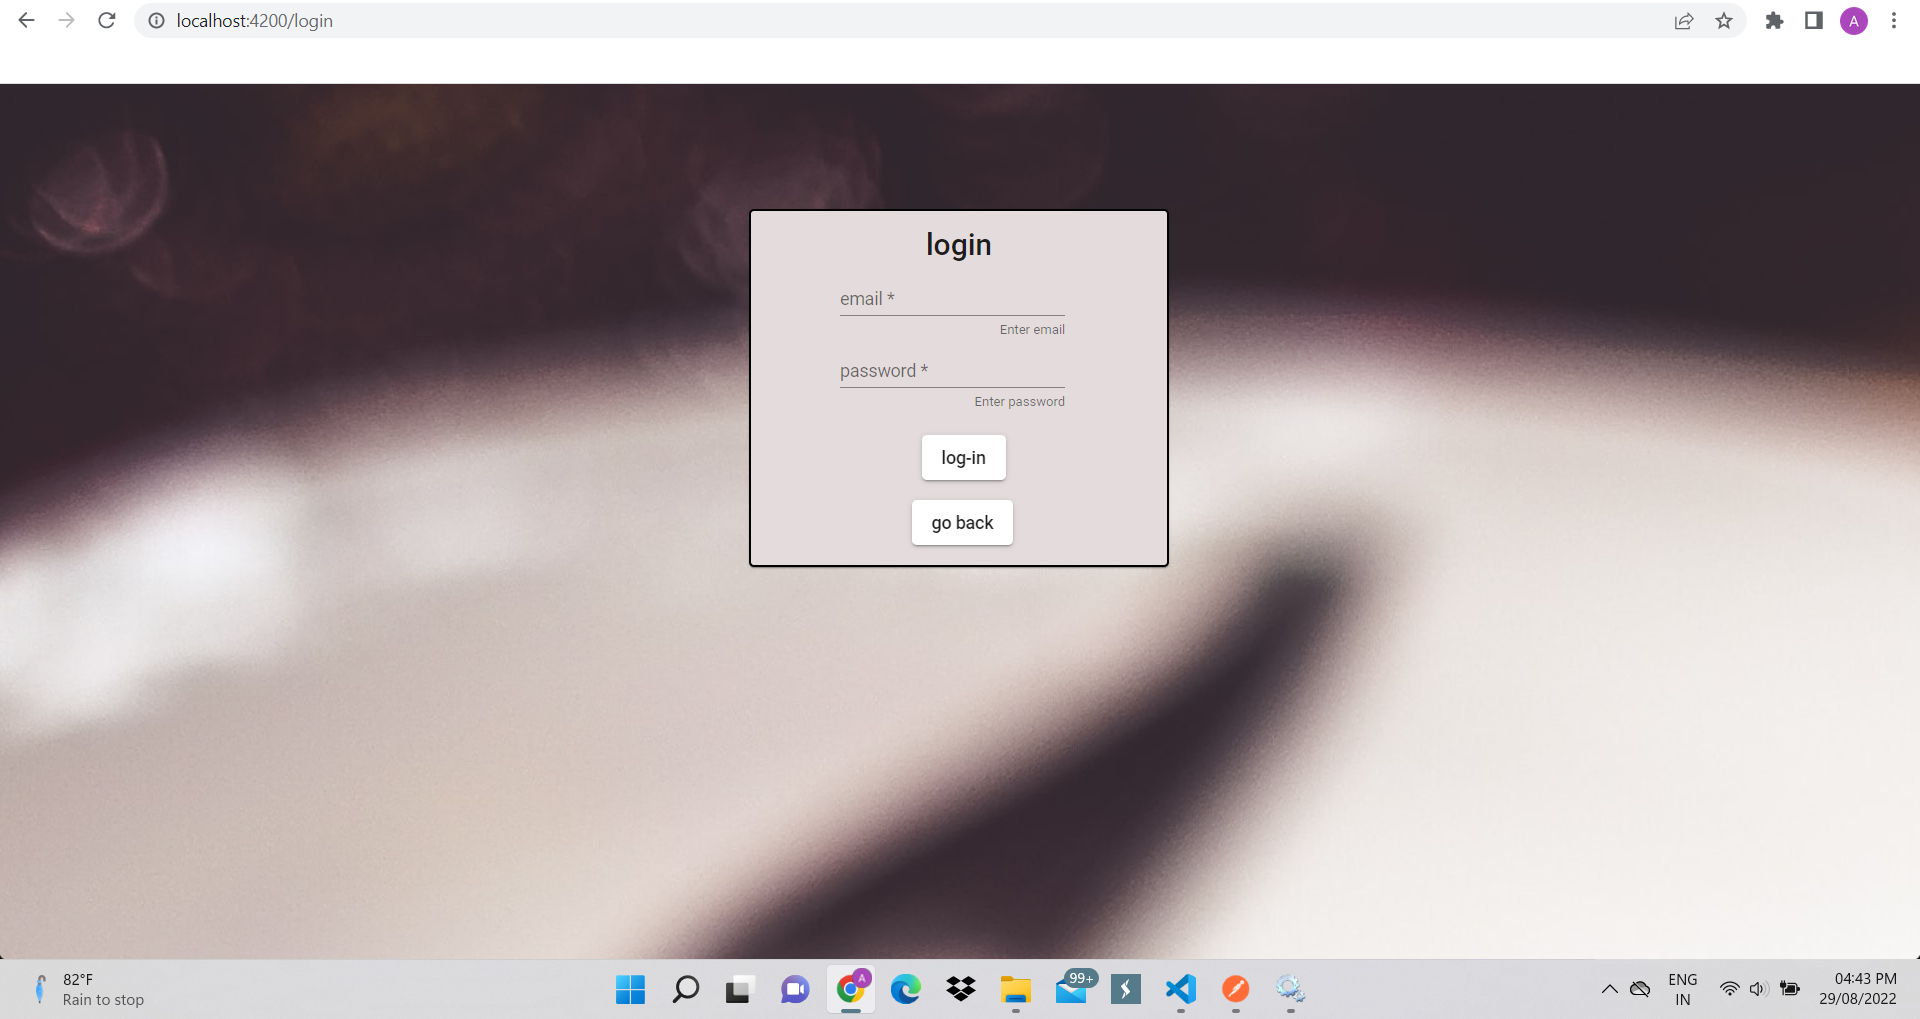 localhost:4200/login
A
login
email *
Enter email
password *
Enter password
log-in
go back
82°F
Rain to stop
A
99+
ENG
IN
04:43 PM
29/08/2022